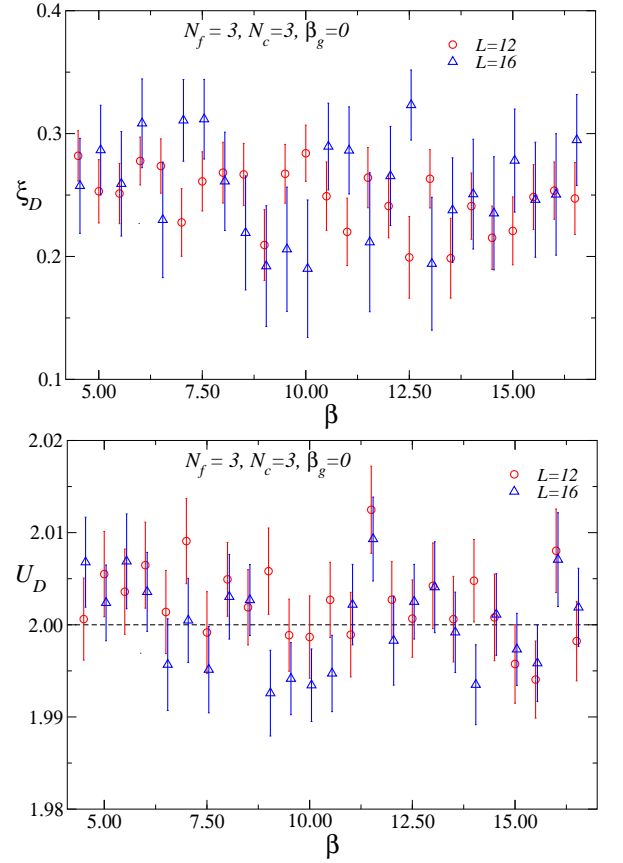 N_f = 3, N_c=3, β_g=0
L=12
L=16
0.4
0.3
0.2
0.1
ξ_D
5.00 7.50 10.00 12.50 15.00
β
2.02
N_f = 3, N_c=3, β_g=0
L=12
L=16
2.01
U_D
2.00
1.99
1.98
5.00 7.50 10.00 12.50 15.00
β